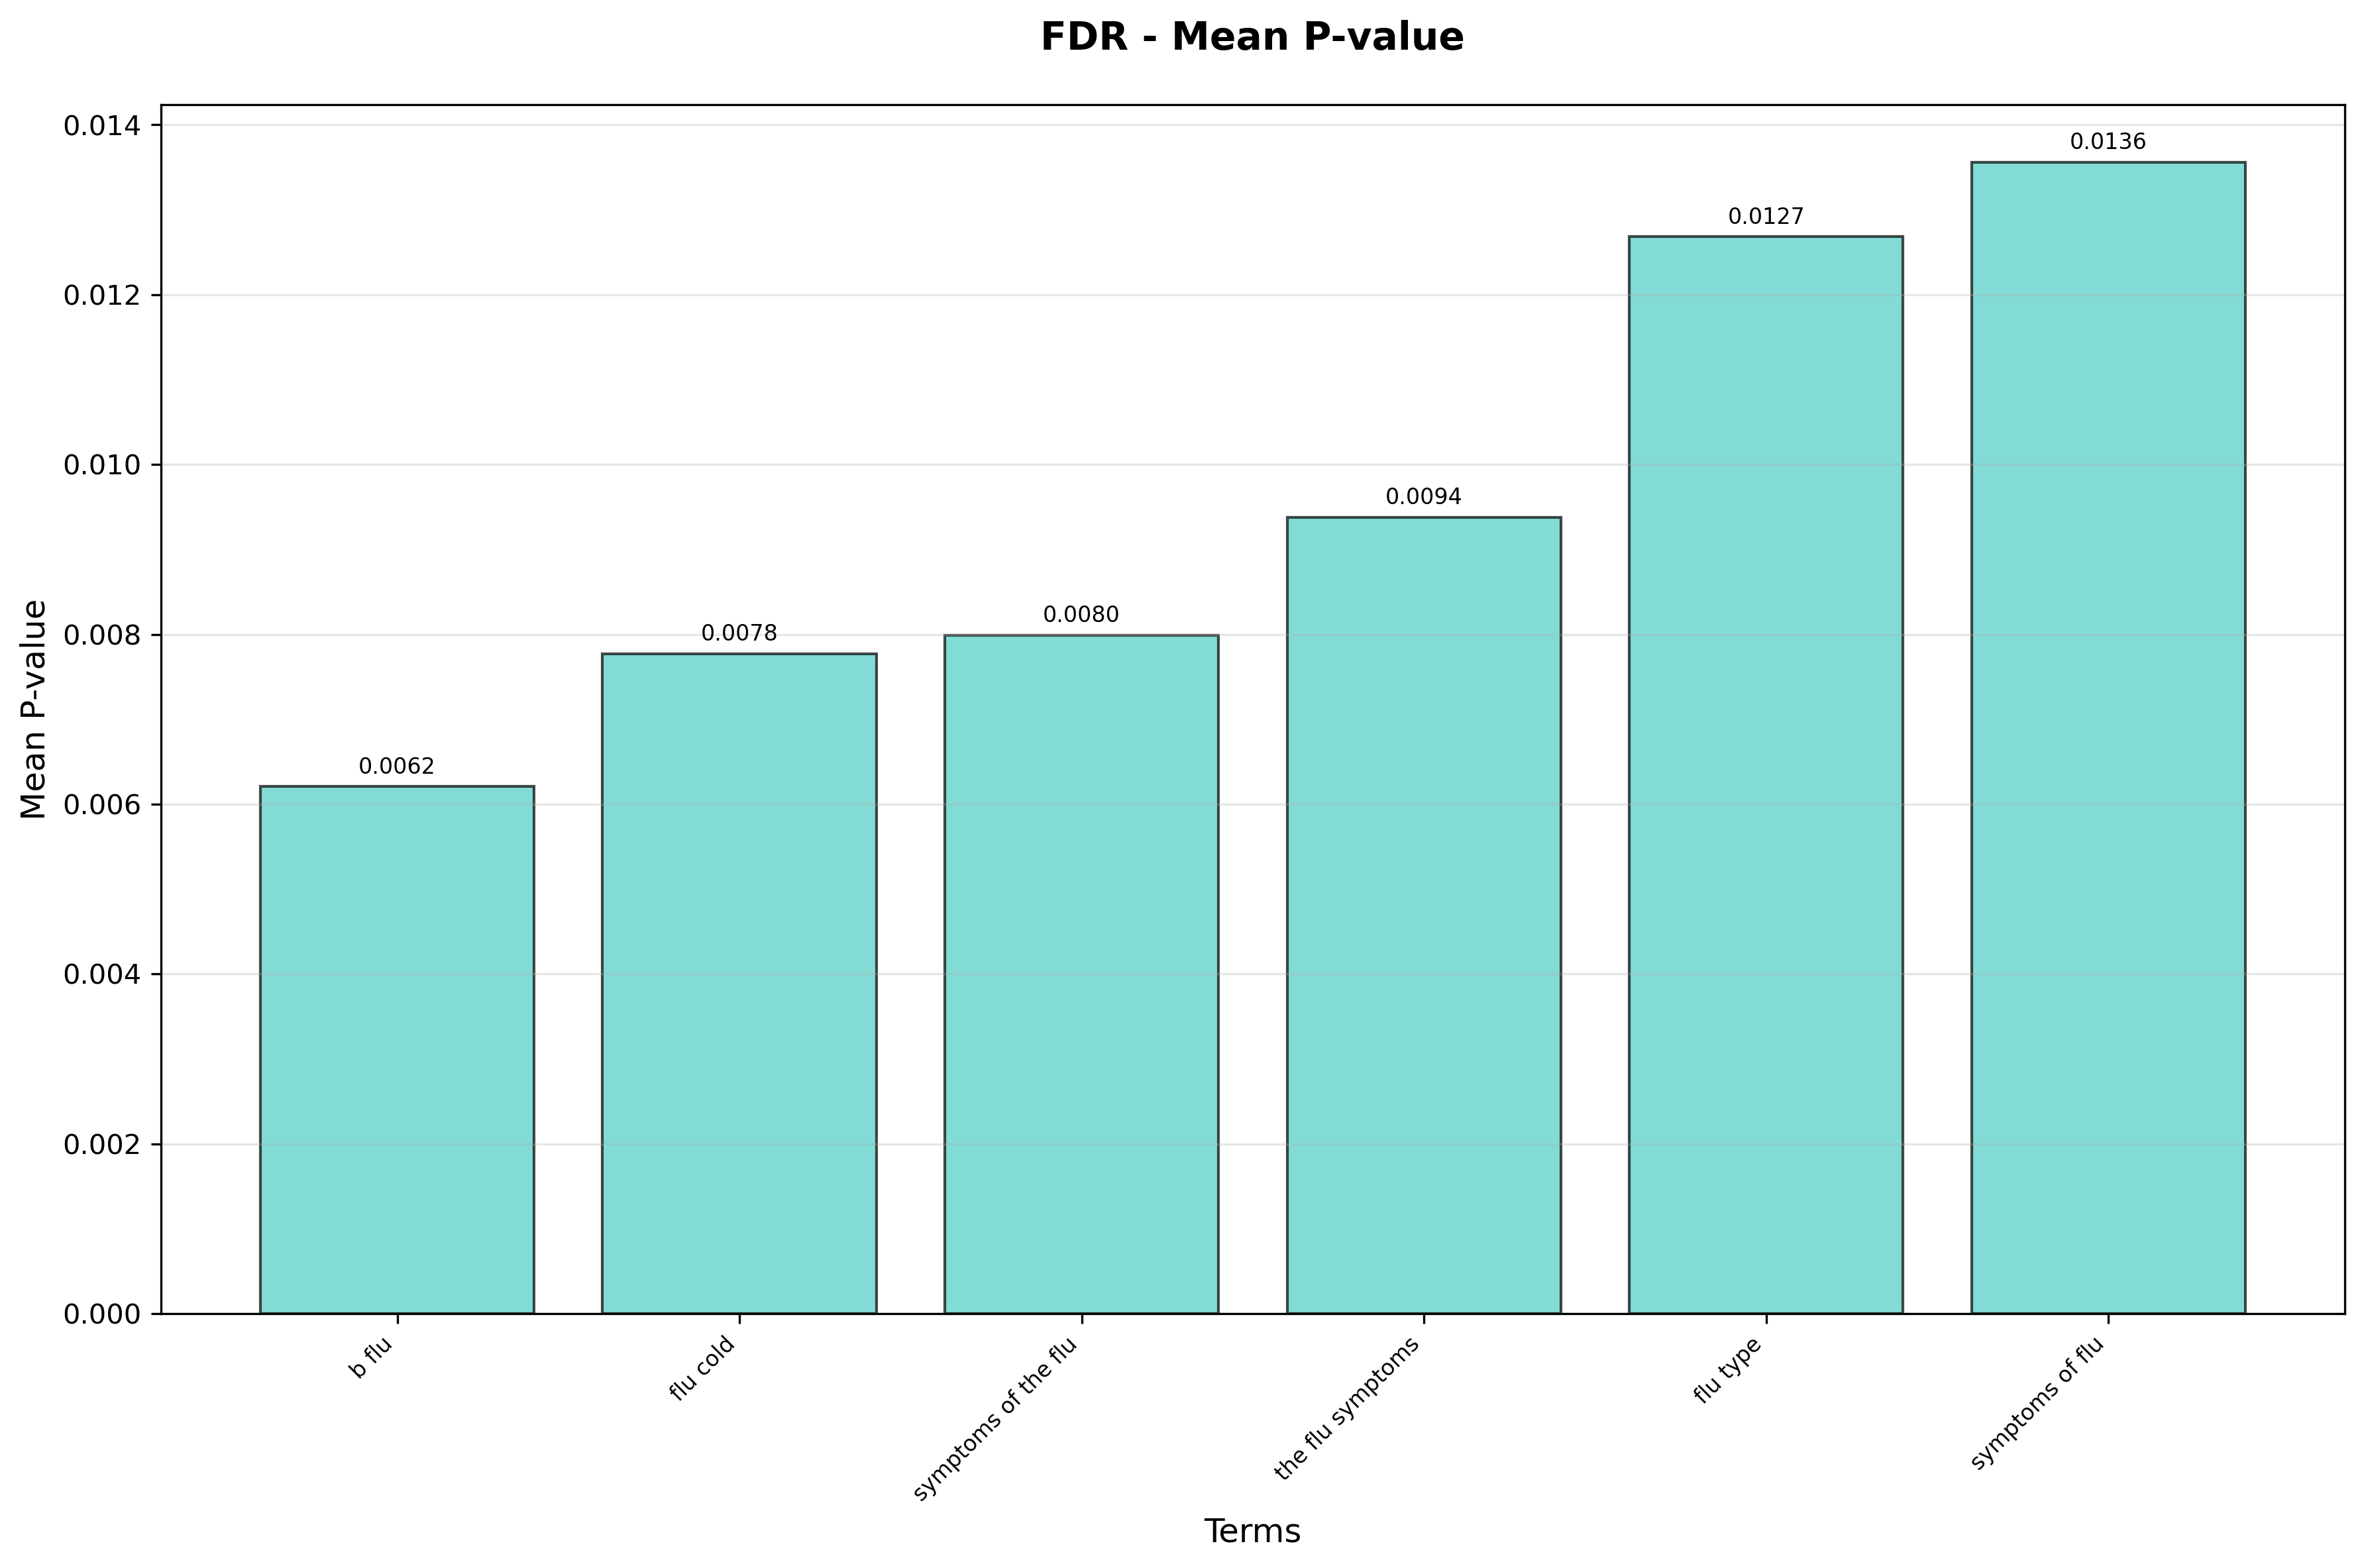 FDR - Mean P-value
Mean P-value
0.014
0.012
0.010
0.008
0.006
0.004
0.002
0.000
0.0062
0.0078
0.0080
0.0094
0.0127
0.0136
b flu
flu cold
symptoms of the flu
the flu symptoms
flu type
symptoms of flu
Terms